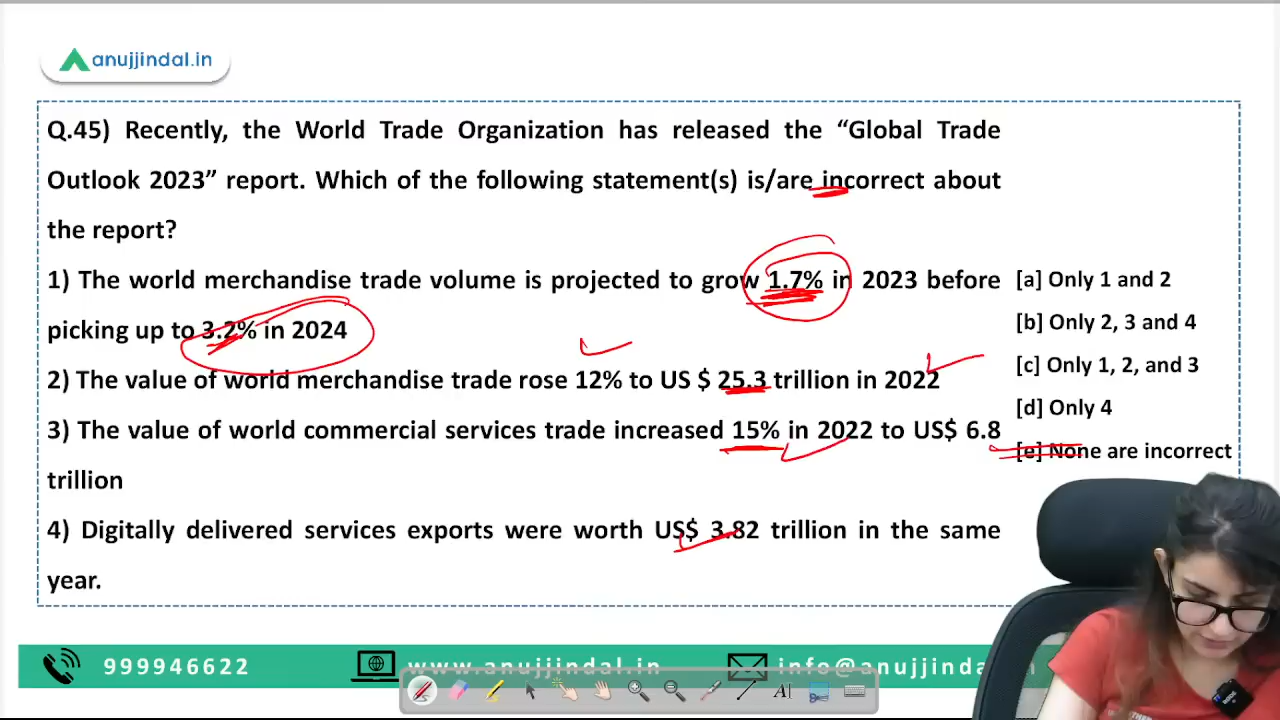 anujjindal.in
Q.45) Recently, the World Trade Organization has released the “Global Trade
Outlook 2023” report. Which of the following statement(s) is/are incorrect about
the report?
1) The world merchandise trade volume is projected to grow 1.7% in 2023 before
picking up to 3.2% in 2024
2) The value of world merchandise trade rose 12% to US $ 25.3 trillion in 2022
3) The value of world commercial services trade increased 15% in 2022 to US$ 6.8
trillion
4) Digitally delivered services exports were worth US$ 3.82 trillion in the same
year.
[a] Only 1 and 2
[b] Only 2, 3 and 4
[c] Only 1, 2, and 3
[d] Only 4
[e] None are incorrect
999946622
www.anujjindal.in
info@anujjinda